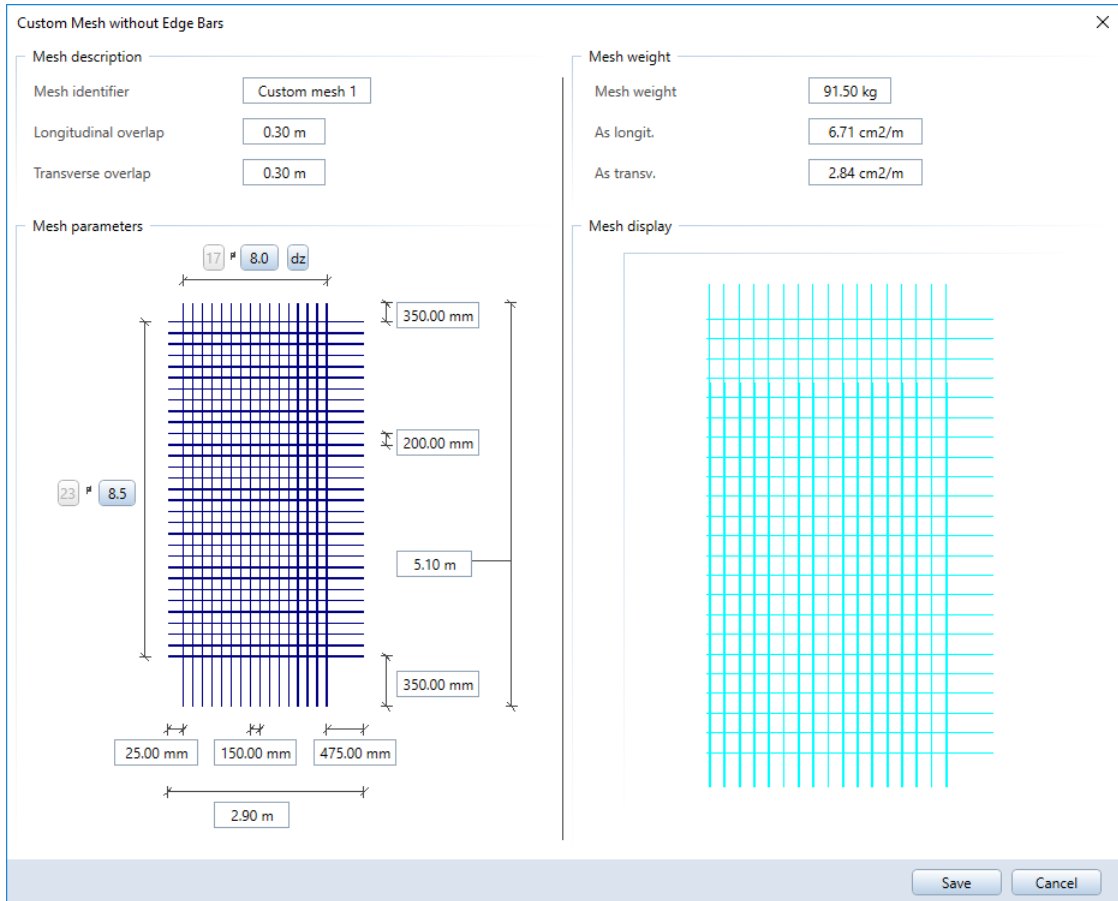 Custom Mesh without Edge Bars
Mesh description
Mesh identifier
Custom mesh 1
Longitudinal overlap
0.30 m
Transverse overlap
0.30 m
Mesh parameters
17 ø 8.0 dz
350.00 mm
200.00 mm
23 ø 8.5
5.10 m
350.00 mm
25.00 mm 150.00 mm 475.00 mm
2.90 m
Mesh weight
Mesh weight
91.50 kg
As longit.
6.71 cm2/m
As transv.
2.84 cm2/m
Mesh display
Save Cancel